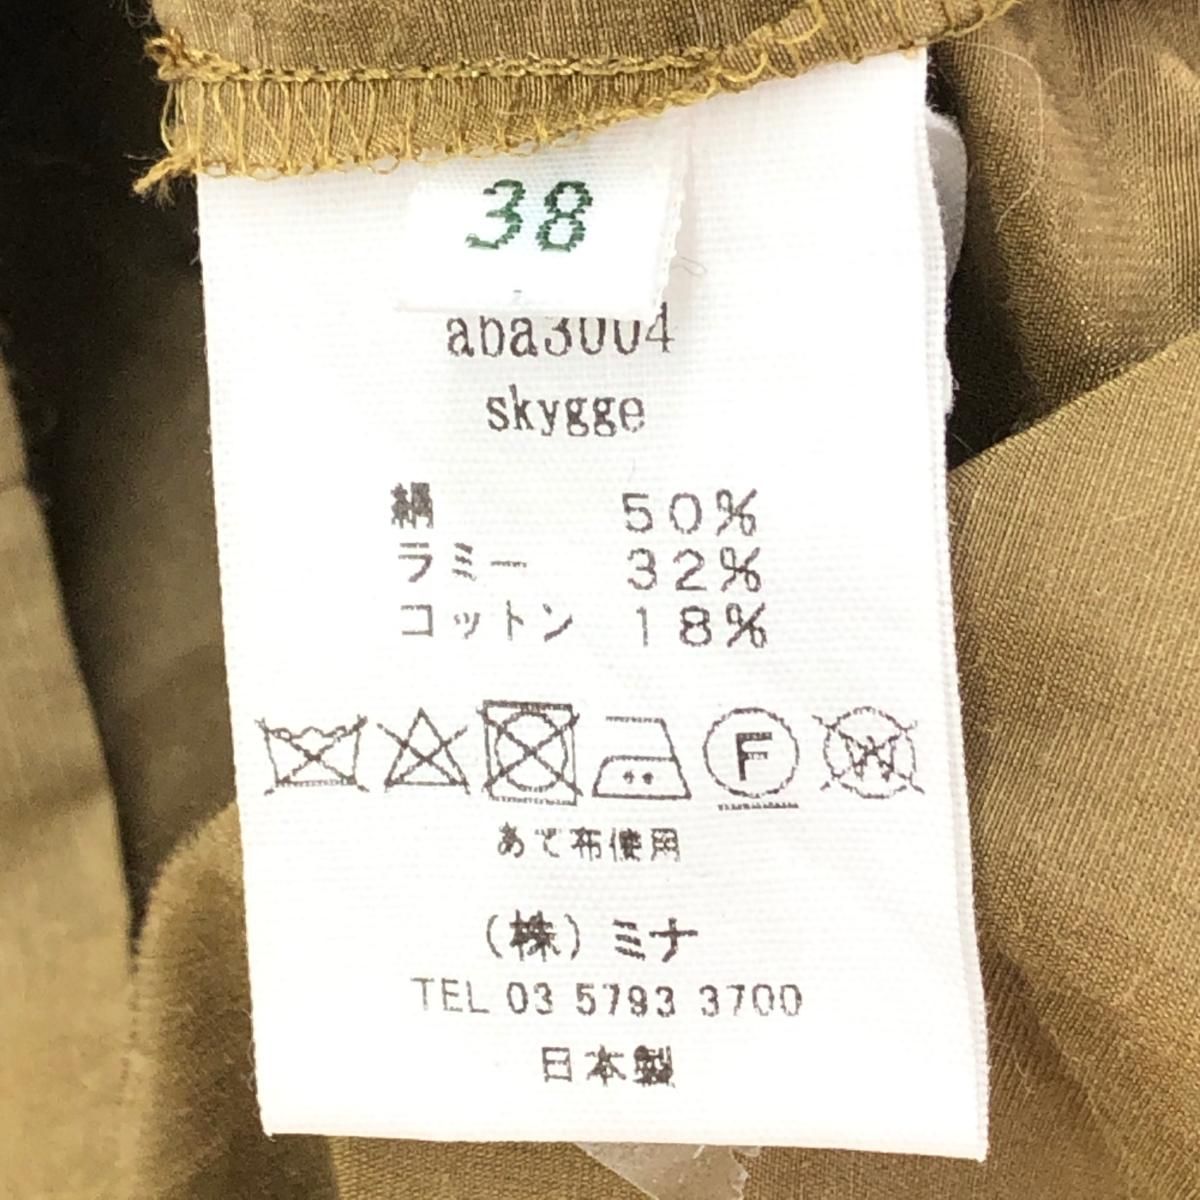 38
aba3004
skygge
絹 50%
ラミー 32%
コットン 18%
F W
あて布使用
(株)ミナ
TEL 03 5793 3700
日本製